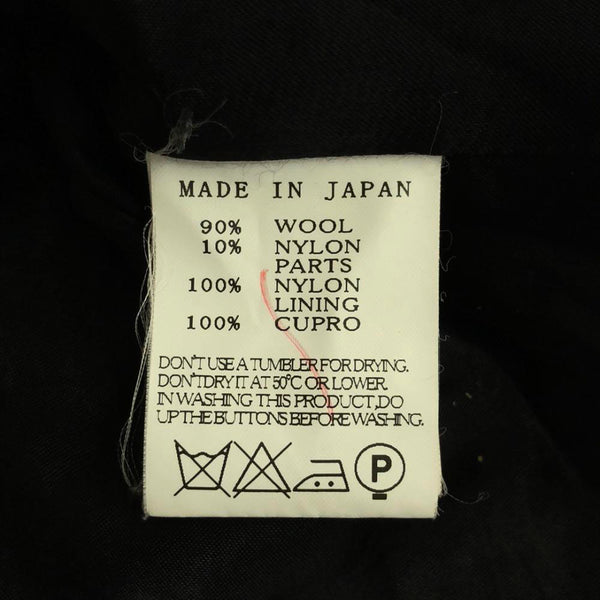 MADE IN JAPAN
90% WOOL
10% NYLON
PARTS
100% NYLON
LINING
100% CUPRO
DON'T USE A TUMBLER FOR DRYING.
DON'TDRY IT AT 50°C OR LOWER.
IN WASHING THIS PRODUCT,DO
UP THE BUTTONS BEFORE WASHING.
P